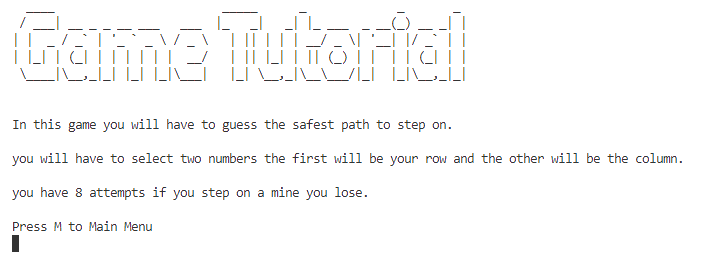 Game Tutorial
In this game you will have to guess the safest path to step on.
you will have to select two numbers the first will be your row and the other will be the column.
you have 8 attempts if you step on a mine you lose.
Press M to Main Menu